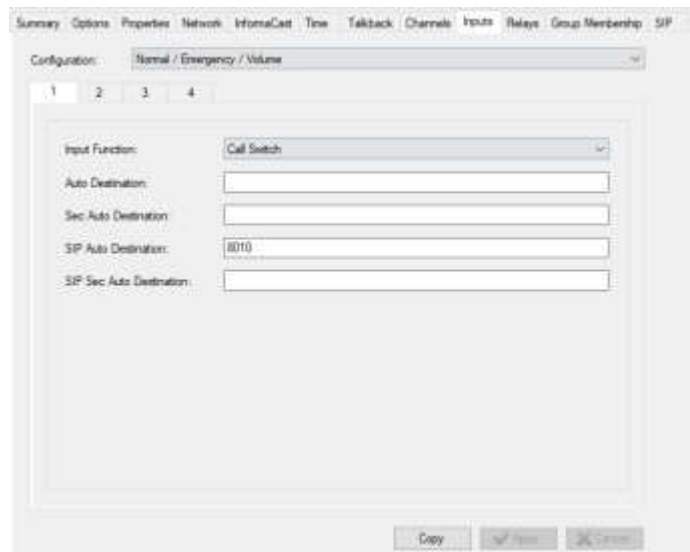 Summary Options Properties Network InformaCast Time Talkback Channels Inputs Relays Group Membership SIP
Configuration: Normal / Emergency / Volume
1 2 3 4
Input Function: Call Switch
Auto Destination:
Sec Auto Destination:
SIP Auto Destination: 8010
SIP Sec Auto Destination:
Copy Apply Cancel